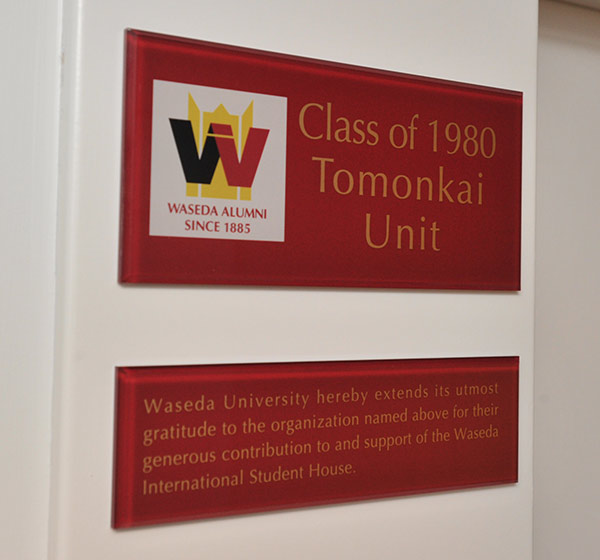 Class of 1980
Tomonkai
Unit
W
WASEDA ALUMNI
SINCE 1885
Waseda University hereby extends its utmost
gratitude to the organization named above for their
generous contribution to and support of the Waseda
International Student House.